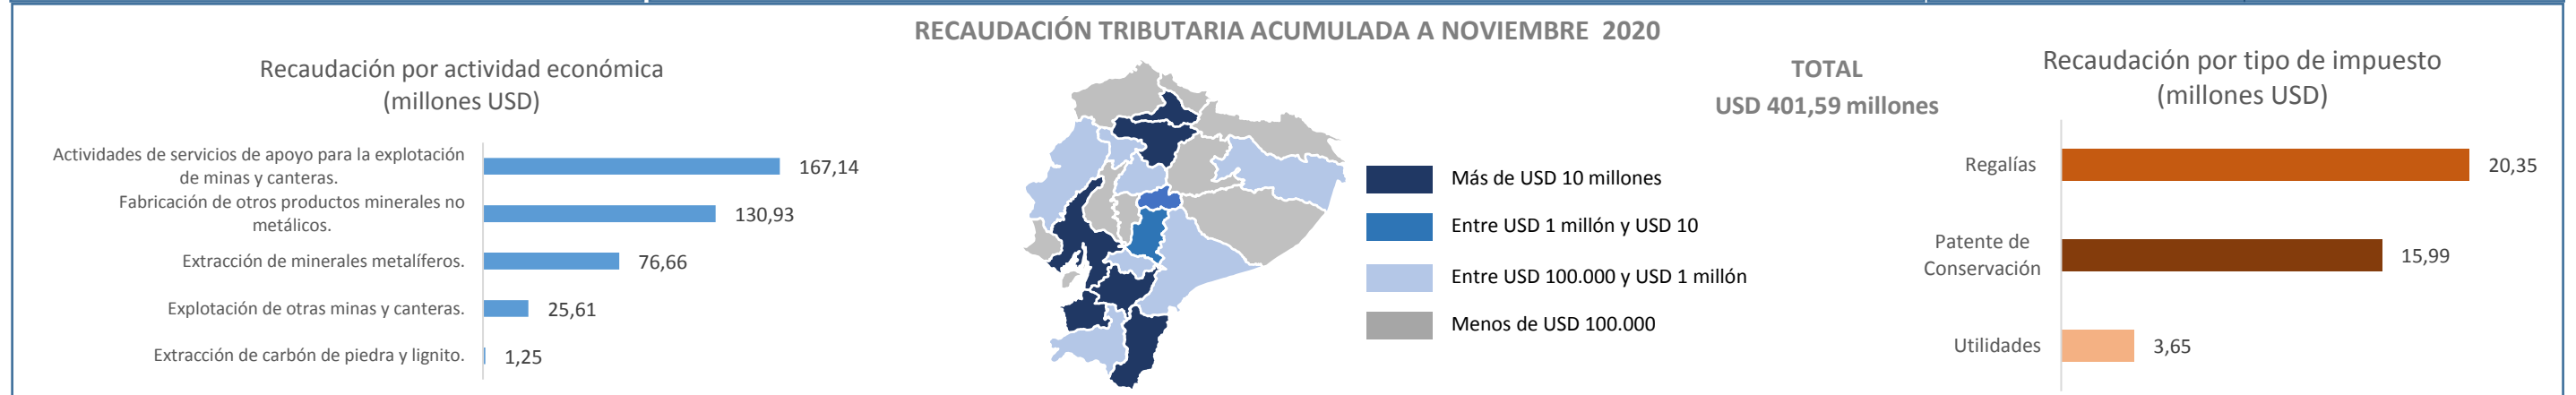 RECAUDACIÓN TRIBUTARIA ACUMULADA A NOVIEMBRE 2020
Recaudación por actividad económica
(millones USD)
Actividades de servicios de apoyo para la explotación
de minas y canteras.
167,14
Fabricación de otros productos minerales no
metálicos.
130,93
Extracción de minerales metalíferos.
76,66
Explotación de otras minas y canteras.
25,61
Extracción de carbón de piedra y lignito.
1,25
Más de USD 10 millones
Entre USD 1 millón y USD 10
Entre USD 100.000 y USD 1 millón
Menos de USD 100.000
TOTAL
USD 401,59 millones
Recaudación por tipo de impuesto
(millones USD)
Regalías
20,35
Patente de
Conservación
15,99
Utilidades
3,65